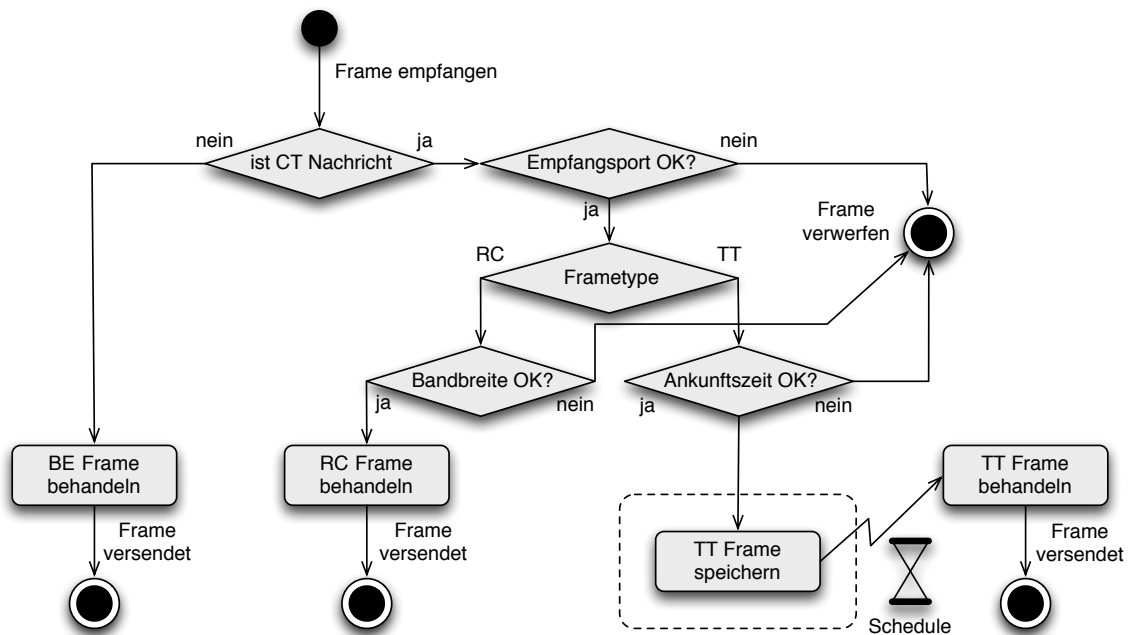 Frame empfangen
nein
ja
ist CT Nachricht
Empfangsport OK?
nein
ja
Frame
verwerfen
RC
TT
Frametype
Bandbreite OK?
ja
nein
Ankunftszeit OK?
ja
nein
BE Frame
behandeln
RC Frame
behandeln
TT Frame
behandeln
Frame
versendet
Frame
versendet
TT Frame
speichern
Frame
versendet
Schedule